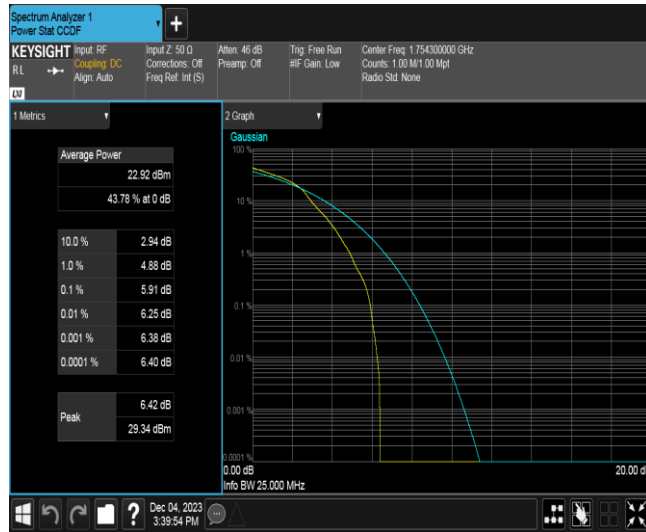 Spectrum Analyzer 1
Power Stat CCDF
+
KEYSIGHT
RL
LXI
Input: RF
Coupling: DC
Align: Auto
Input Z: 50 Ω
Corrections: Off
Freq Ref: Int (S)
Atten: 46 dB
Preamp: Off
Trig: Free Run
#IF Gain: Low
Center Freq: 1.754300000 GHz
Counts: 1.00 M/1.00 Mpt
Radio Std: None
1 Metrics
Average Power
22.92 dBm
43.78 % at 0 dB
10.0 % 2.94 dB
1.0 % 4.88 dB
0.1 % 5.91 dB
0.01 % 6.25 dB
0.001 % 6.38 dB
0.0001 % 6.40 dB
Peak
6.42 dB
29.34 dBm
2 Graph
Gaussian
100 %
10 %
1 %
0.1 %
0.01 %
0.001 %
0.0001 %
0.00 dB
20.00 d
Info BW 25.000 MHz
?
Dec 04, 2023
3:39:54 PM